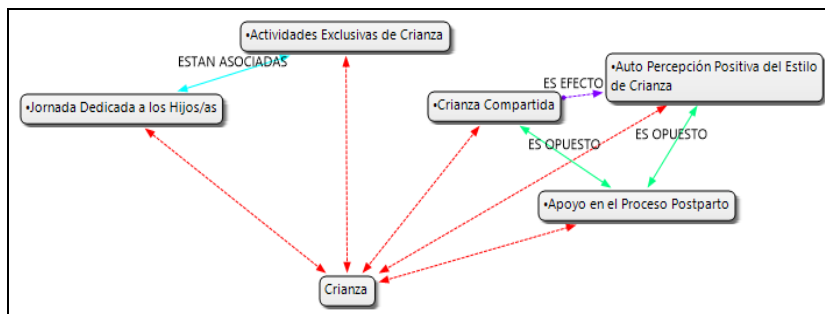 •Actividades Exclusivas de Crianza
ESTAN ASOCIADAS
•Auto Percepción Positiva del Estilo
de Crianza
ES EFECTO
•Jornada Dedicada a los Hijos/as
•Crianza Compartida
ES OPUESTO
ES OPUESTO
•Apoyo en el Proceso Postparto
Crianza